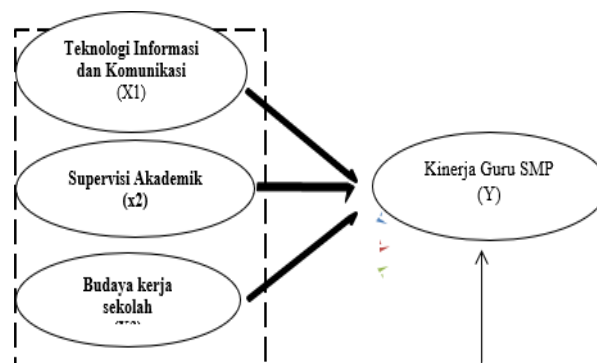 Teknologi Informasi
dan Komunikasi
(X1)
Supervisi Akademik
(x2)
Budaya kerja
sekolah
Kinerja Guru SMP
(Y)